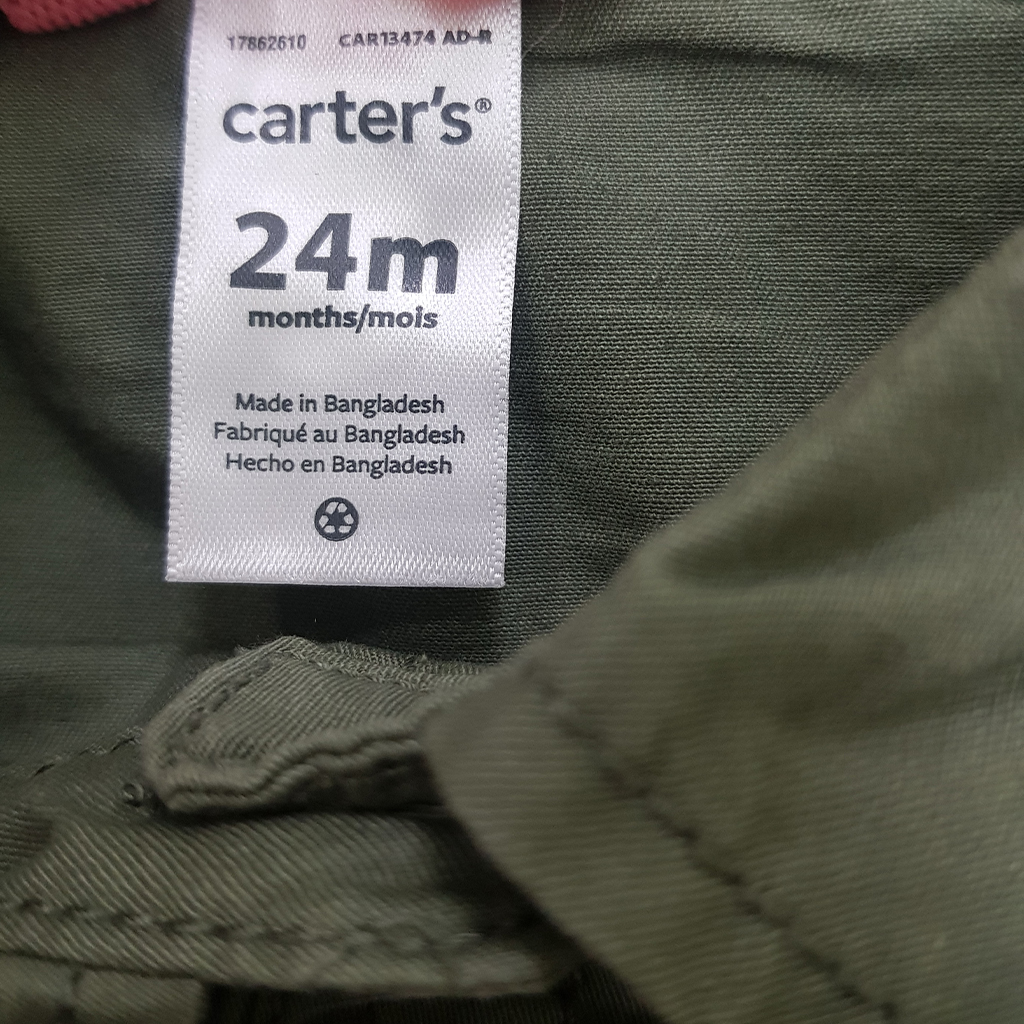 17862610 CAR13474 AD-R
carter's®
24m
months/mois
Made in Bangladesh
Fabriqué au Bangladesh
Hecho en Bangladesh